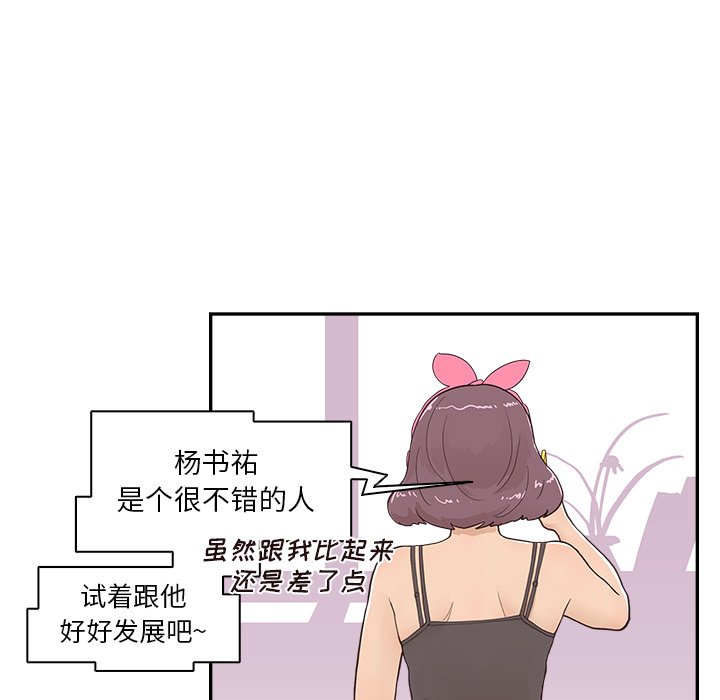 杨书祐
是个很不错的人
虽然跟我比起来
还是差了点
试着跟他
好好发展吧~